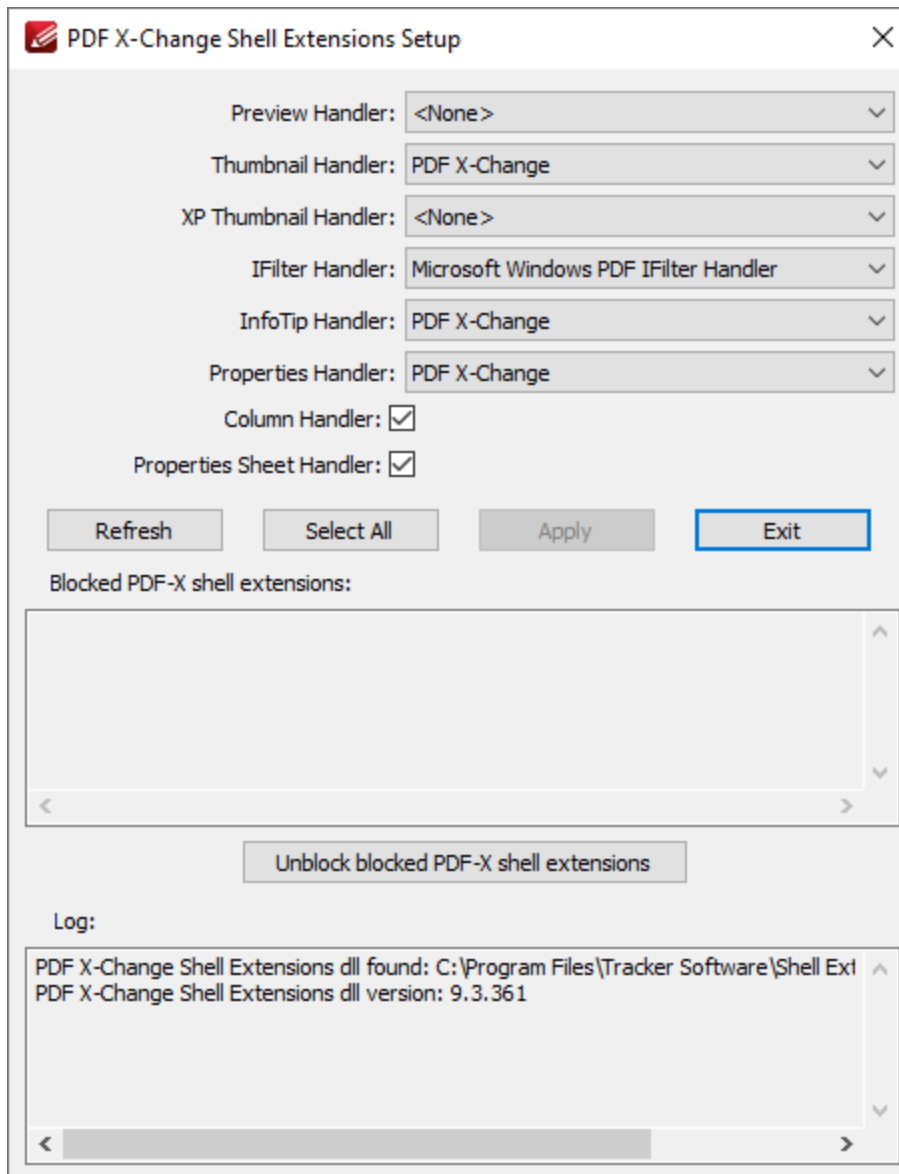 PDF X-Change Shell Extensions Setup
Preview Handler: <None>
Thumbnail Handler: PDF X-Change
XP Thumbnail Handler: <None>
IFilter Handler: Microsoft Windows PDF IFilter Handler
InfoTip Handler: PDF X-Change
Properties Handler: PDF X-Change
Column Handler:
Properties Sheet Handler:
Refresh Select All Apply Exit
Blocked PDF-X shell extensions:
Unblock blocked PDF-X shell extensions
Log:
PDF X-Change Shell Extensions dll found: C:\Program Files\Tracker Software\Shell Ext
PDF X-Change Shell Extensions dll version: 9.3.361